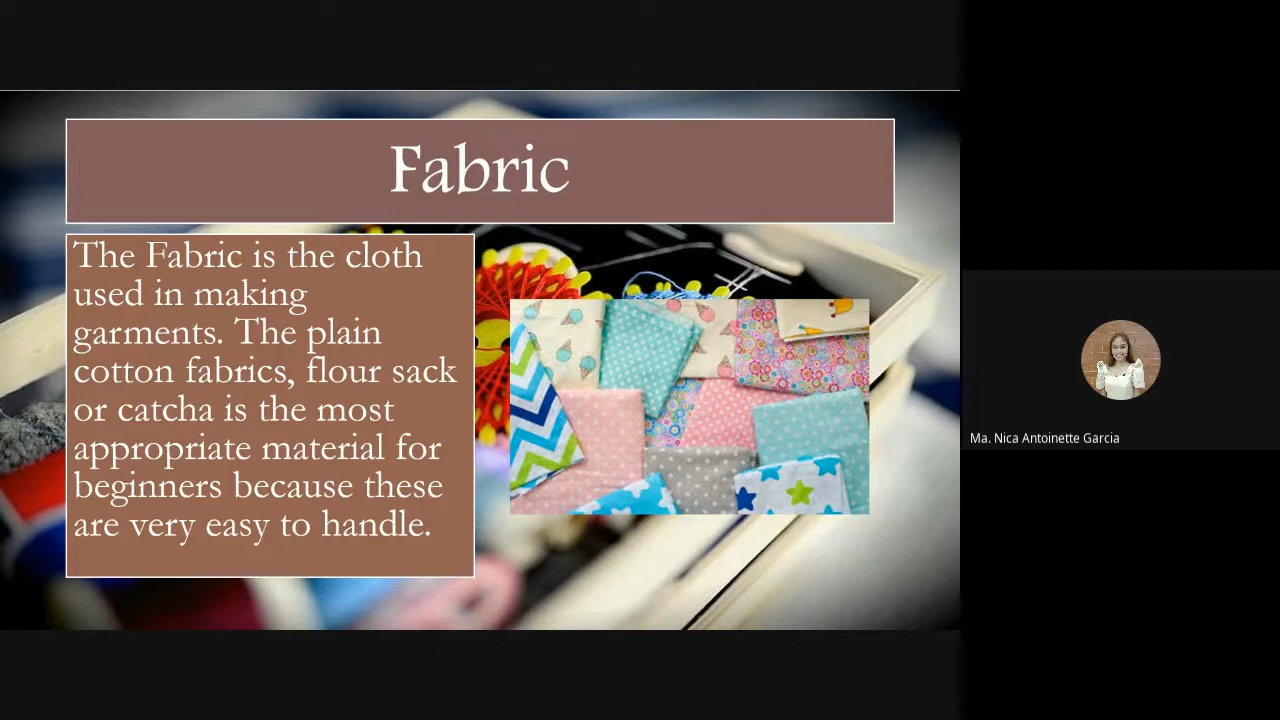 Fabric
The Fabric is the cloth
used in making
garments. The plain
cotton fabrics, flour sack
or catcha is the most
appropriate material for
beginners because these
are very easy to handle.
Ma. Nica Antoinette Garcia